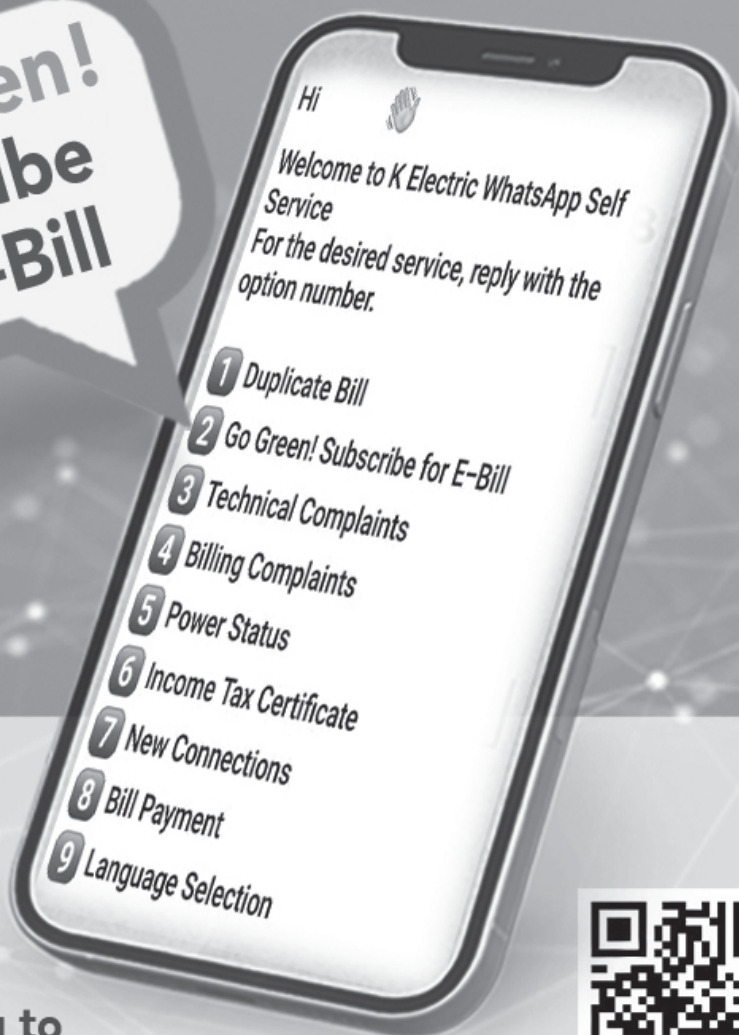 en!
be
-Bill
Hi
Welcome to K Electric WhatsApp Self
Service
For the desired service, reply with the
option number.
1 Duplicate Bill
2 Go Green! Subscribe for E-Bill
3 Technical Complaints
4 Billing Complaints
5 Power Status
6 Income Tax Certificate
7 New Connections
8 Bill Payment
9 Language Selection
to